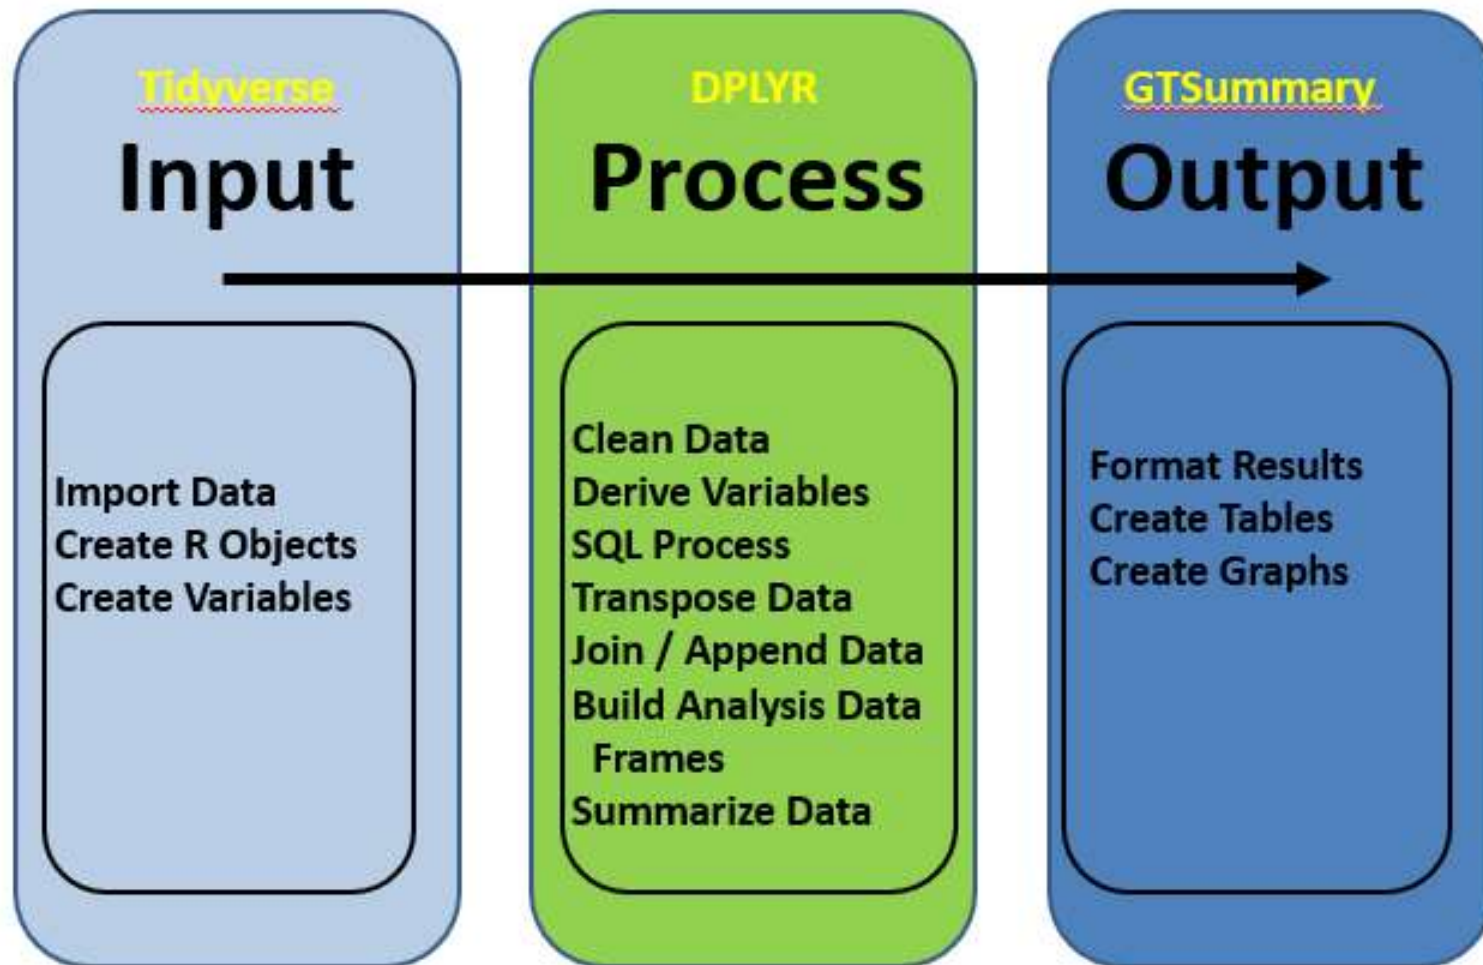 Tidyverse
Input
Import Data
Create R Objects
Create Variables
DPLYR
Process
Clean Data
Derive Variables
SQL Process
Transpose Data
Join / Append Data
Build Analysis Data
Frames
Summarize Data
GTSummary
Output
Format Results
Create Tables
Create Graphs